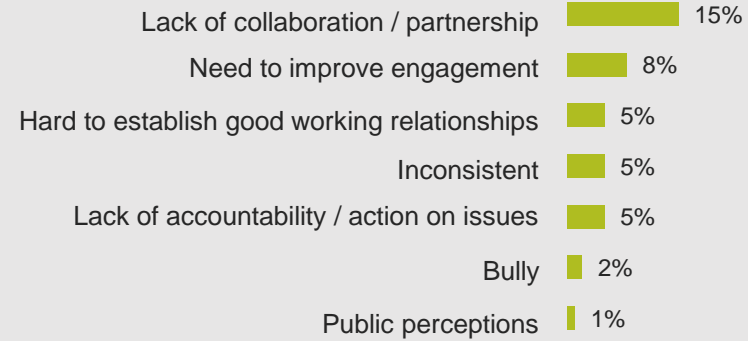 Lack of collaboration / partnership 15%
Need to improve engagement 8%
Hard to establish good working relationships 5%
Inconsistent 5%
Lack of accountability / action on issues 5%
Bully 2%
Public perceptions 1%